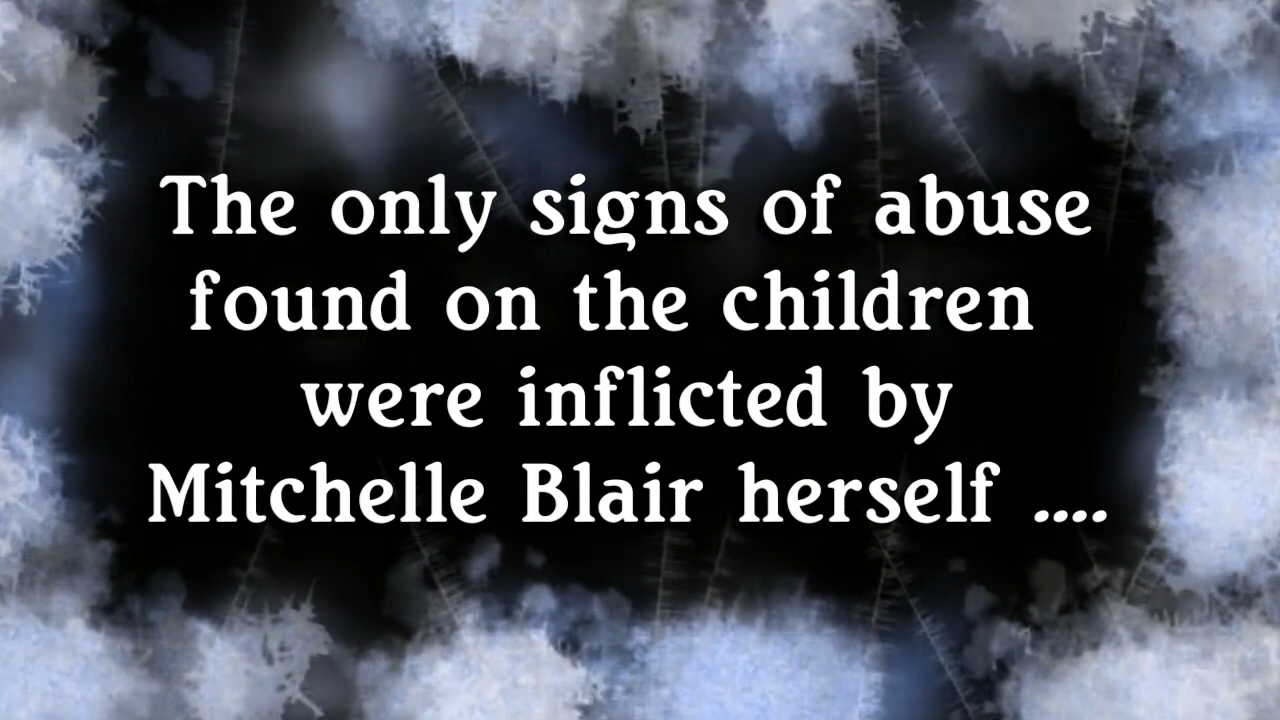 The only signs of abuse
found on the children
were inflicted by
Mitchelle Blair herself ....